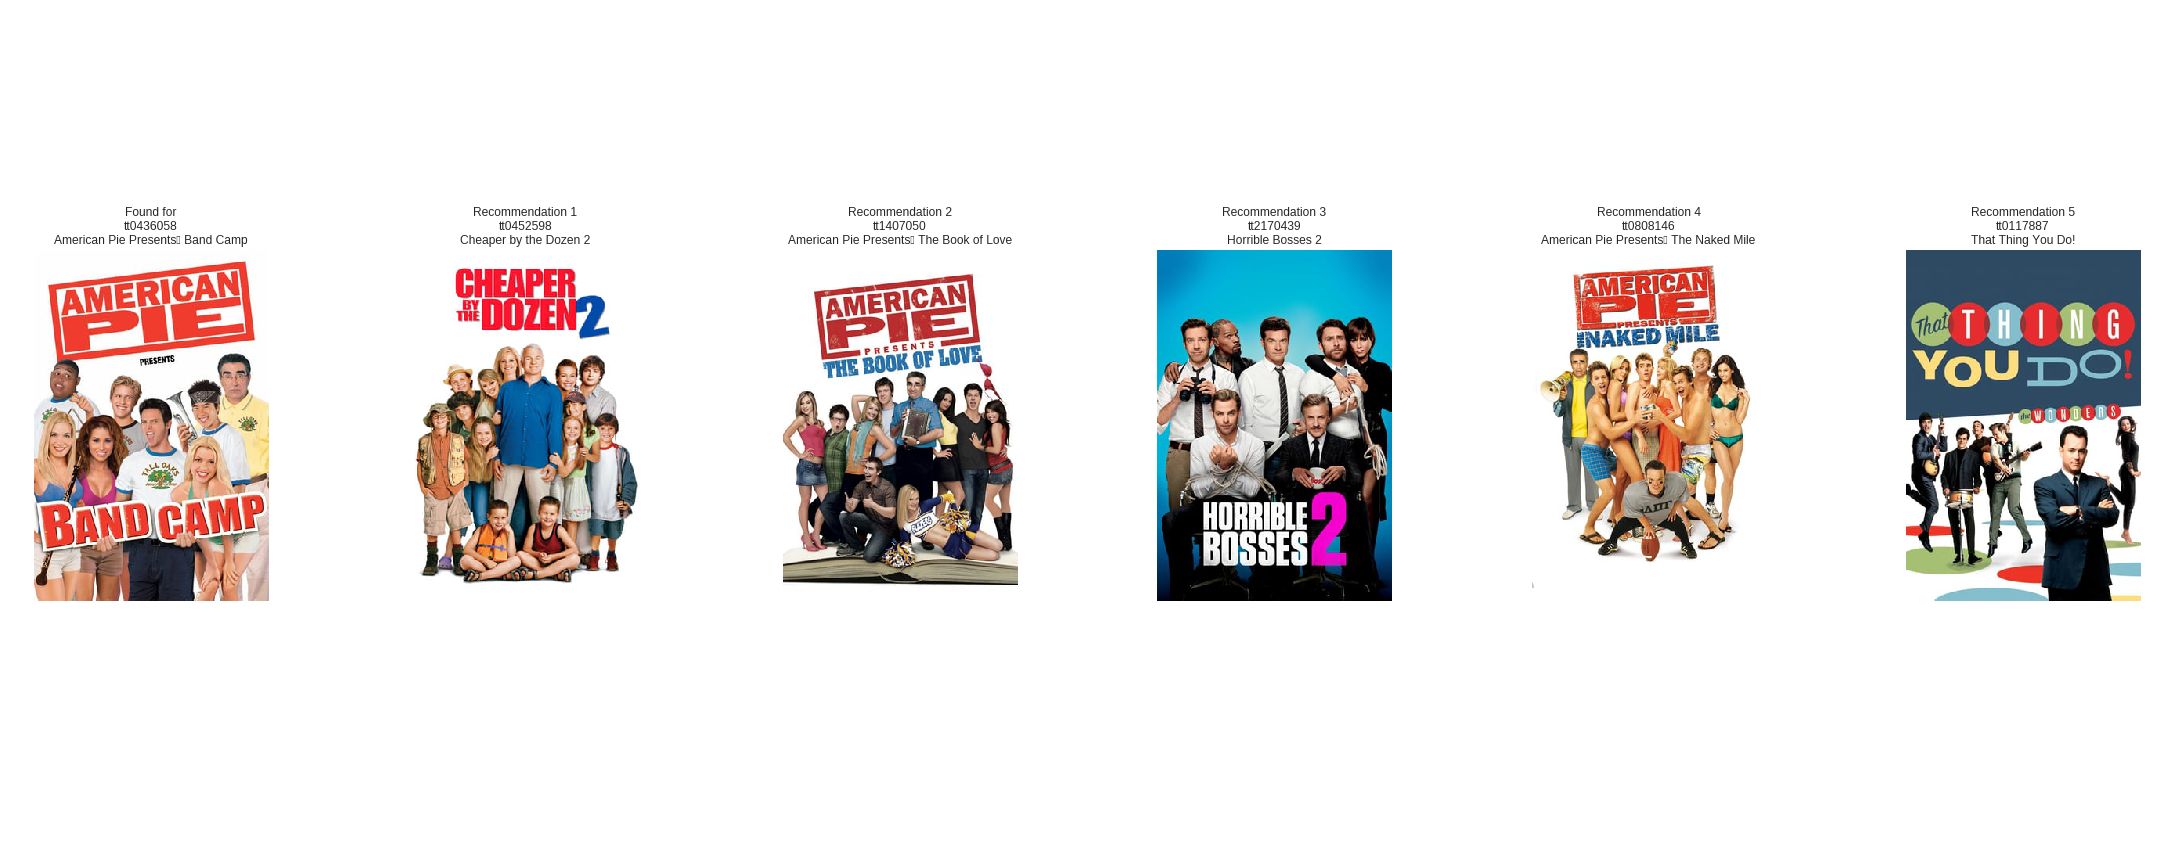 Found for
tt0436058
American Pie Presents▯ Band Camp
AMERICAN
PIE
PRESENTS
TALL OAKS
BAND CAMP
Recommendation 1
tt0452598
Cheaper by the Dozen 2
CHEAPER
BY THE DOZEN 2
Recommendation 2
tt1407050
American Pie Presents▯ The Book of Love
AMERICAN
PIE
PRESENTS
THE BOOK OF LOVE
Recommendation 3
tt2170439
Horrible Bosses 2
HORRIBLE
BOSSES 2
Recommendation 4
tt0808146
American Pie Presents▯ The Naked Mile
AMERICAN
PIE
PRESENTS
THE NAKED MILE
Recommendation 5
tt0117887
That Thing You Do!
That THING
YOU DO!
the WONDERS